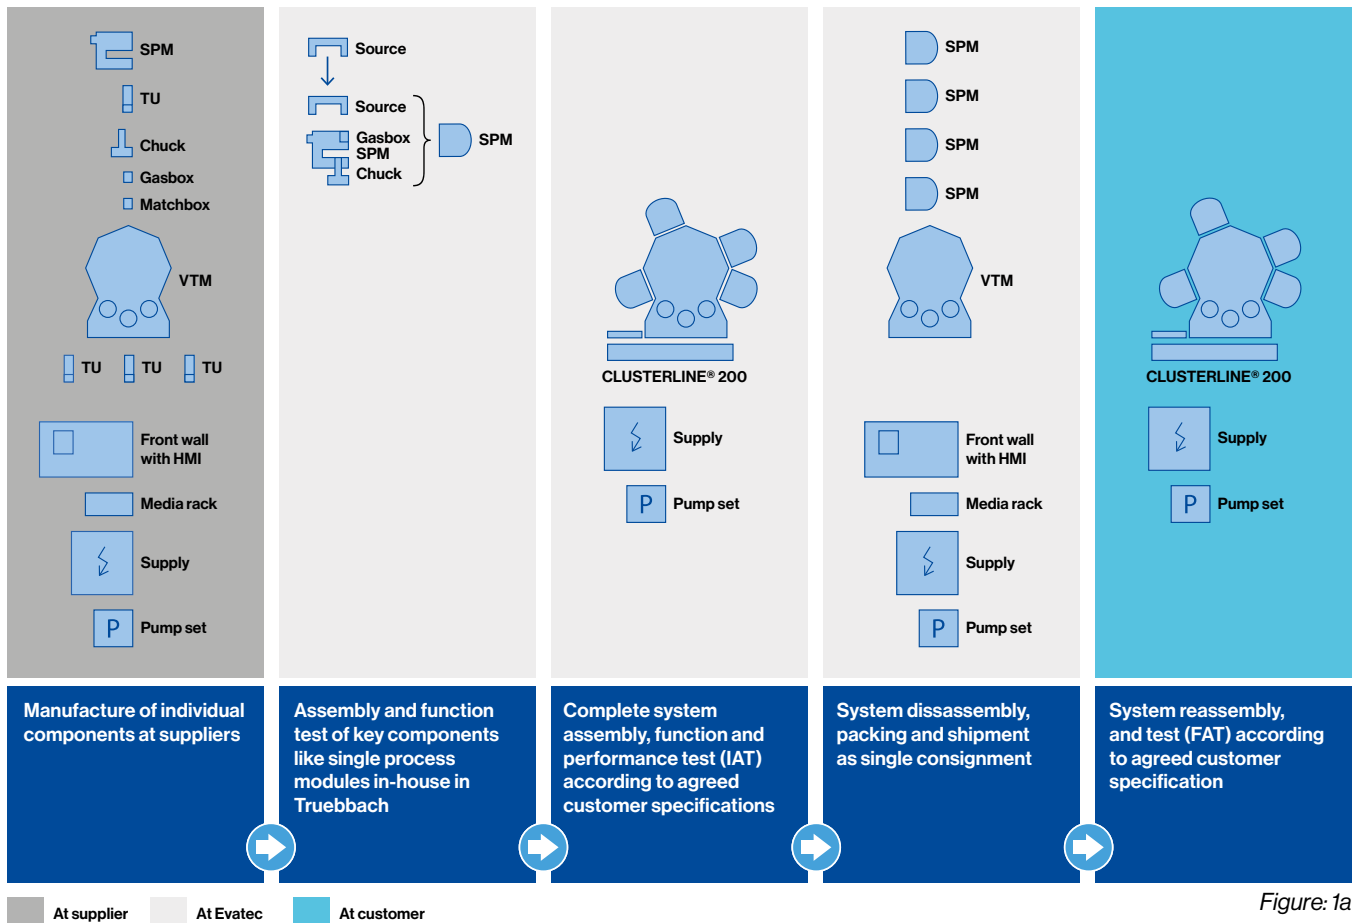 SPM
TU
Chuck
Gasbox
Matchbox
VTM
TU TU TU
Front wall
with HMI
Media rack
Supply
P Pump set
Manufacture of individual
components at suppliers
Source
Source
Gasbox
SPM
Chuck
SPM
Assembly and function
test of key components
like single process
modules in-house in
Truebbach
CLUSTERLINE® 200
Supply
P Pump set
Complete system
assembly, function and
performance test (IAT)
according to agreed
customer specifications
SPM
SPM
SPM
SPM
VTM
Front wall
with HMI
Media rack
Supply
P Pump set
System dissassembly,
packing and shipment
as single consignment
CLUSTERLINE® 200
Supply
P Pump set
System reassembly,
and test (FAT) according
to agreed customer
specification
At supplier At Evatec At customer
Figure: 1a